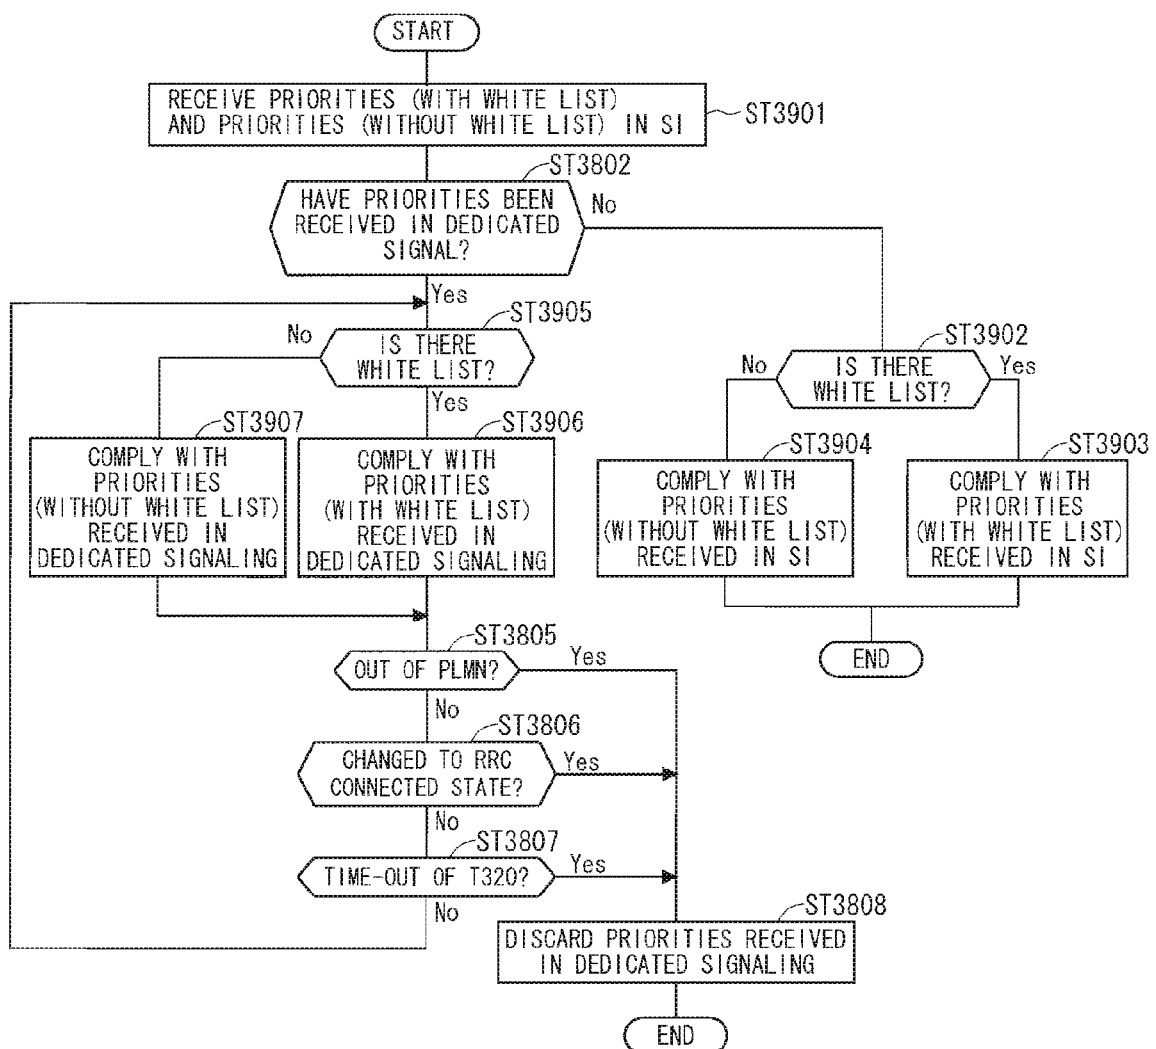 START
RECEIVE PRIORITIES (WITH WHITE LIST)
AND PRIORITIES (WITHOUT WHITE LIST) IN SI
ST3901
ST3802
HAVE PRIORITIES BEEN
RECEIVED IN DEDICATED
SIGNAL?
No
Yes
ST3905
No
IS THERE
WHITE LIST?
Yes
ST3902
No
IS THERE
WHITE LIST?
Yes
ST3907
COMPLY WITH
PRIORITIES
(WITHOUT WHITE LIST)
RECEIVED IN
DEDICATED SIGNALING
ST3906
COMPLY WITH
PRIORITIES
(WITH WHITE LIST)
RECEIVED IN
DEDICATED SIGNALING
ST3904
COMPLY WITH
PRIORITIES
(WITHOUT WHITE LIST)
RECEIVED IN SI
ST3903
COMPLY WITH
PRIORITIES
(WITH WHITE LIST)
RECEIVED IN SI
END
ST3805
OUT OF PLMN?
Yes
No
ST3806
CHANGED TO RRC
CONNECTED STATE?
Yes
No
ST3807
TIME-OUT OF T320?
Yes
No
ST3808
DISCARD PRIORITIES RECEIVED
IN DEDICATED SIGNALING
END